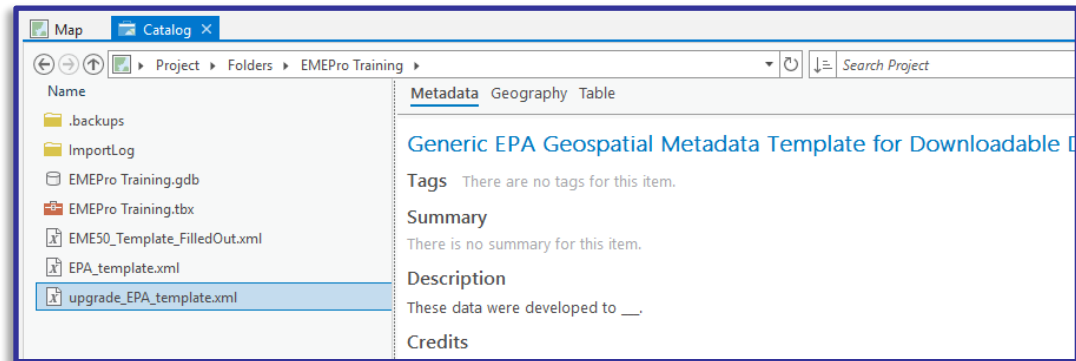 Map Catalog ×
Project Folders EMEPro Training Search Project
Name
.backups
ImportLog
EMEPro Training.gdb
EMEPro Training.tbx
EME50_Template_FilledOut.xml
EPA_template.xml
upgrade_EPA_template.xml
Metadata Geography Table
Generic EPA Geospatial Metadata Template for Downloadable
Tags There are no tags for this item.
Summary
There is no summary for this item.
Description
These data were developed to __.
Credits